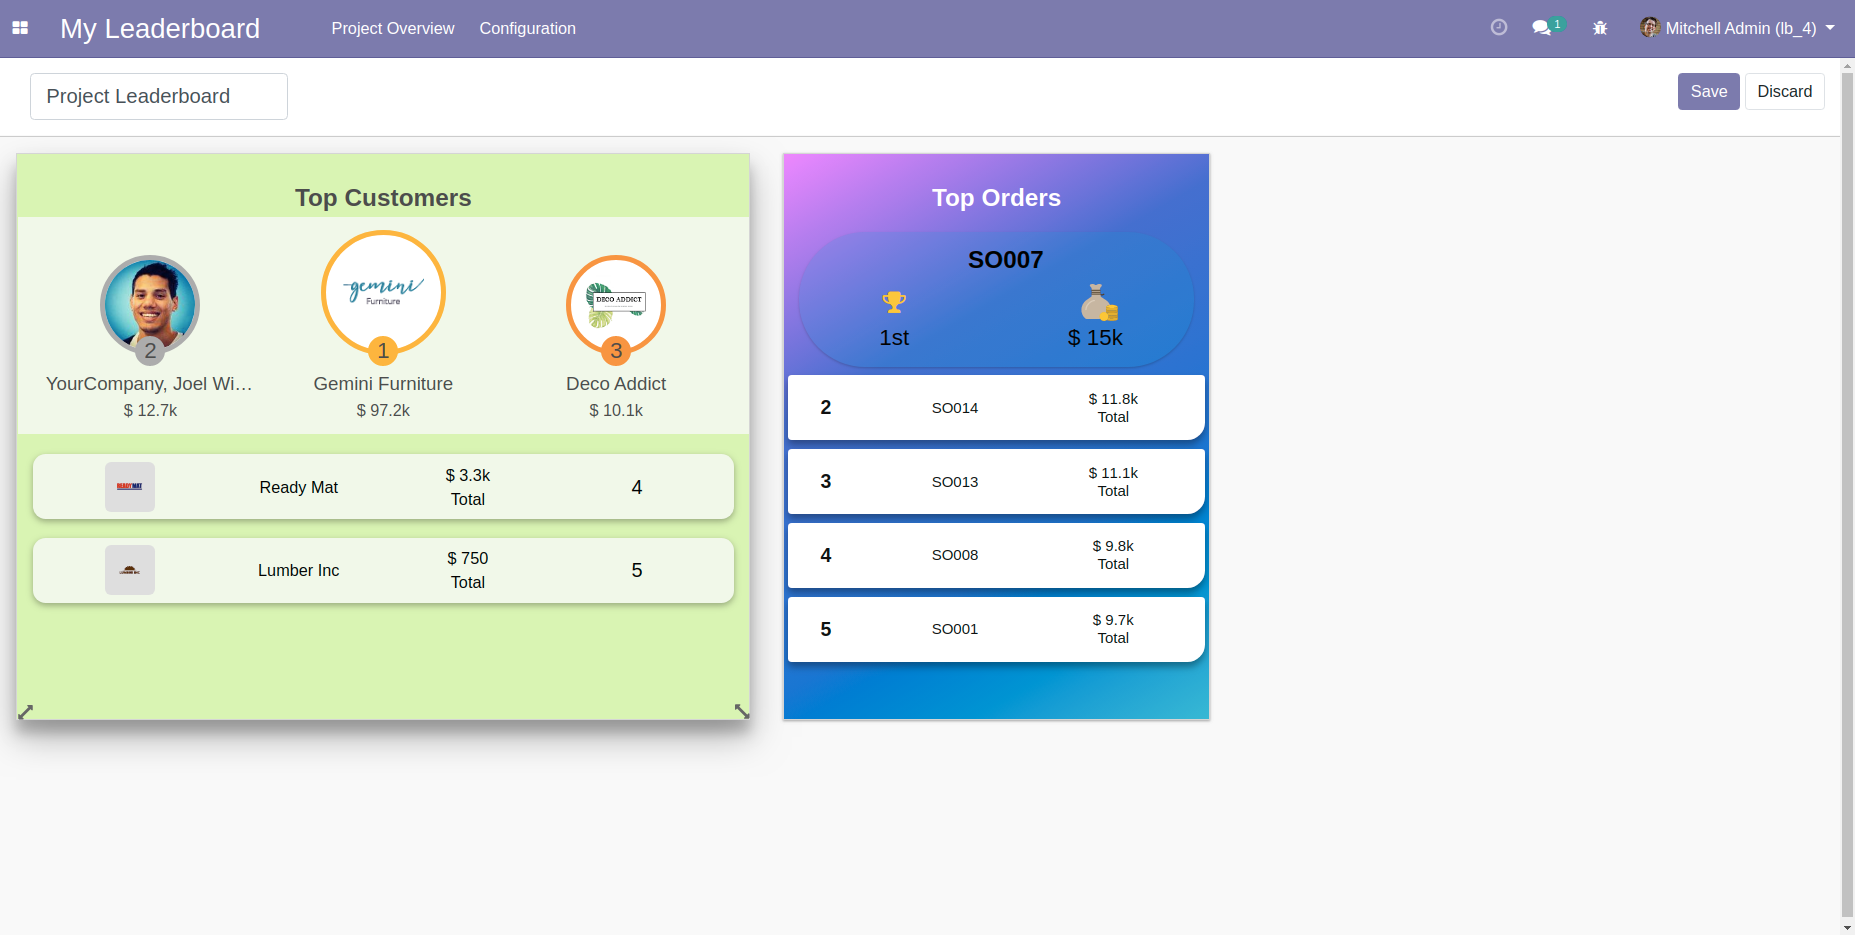 My Leaderboard
Project Overview
Configuration
1
Mitchell Admin (lb_4)
Project Leaderboard
Save
Discard
Top Customers
2
YourCompany, Joel Wi…
$ 12.7k
gemini
Furniture
1
Gemini Furniture
$ 97.2k
DECO ADDICT
3
Deco Addict
$ 10.1k
READY MAT
Ready Mat
$ 3.3k
Total
4
LUMBER INC
Lumber Inc
$ 750
Total
5
Top Orders
SO007
1st
$ 15k
2
SO014
$ 11.8k
Total
3
SO013
$ 11.1k
Total
4
SO008
$ 9.8k
Total
5
SO001
$ 9.7k
Total